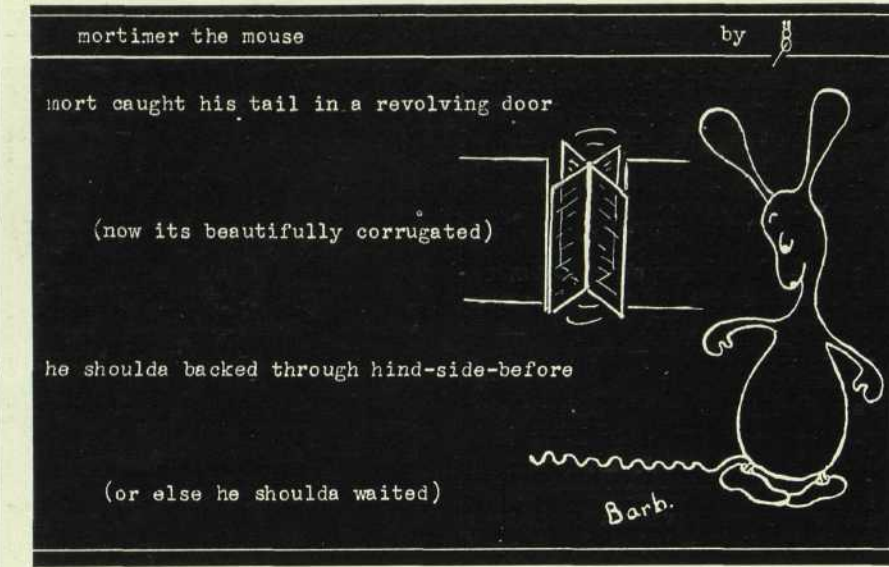 mortimer the mouse by
mort caught his tail in a revolving door
(now its beautifully corrugated)
he shoulda backed through hind-side-before
(or else he shoulda waited)
Barb.